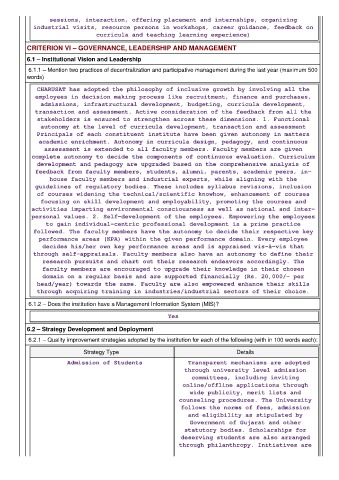 sessions, interaction, offering placement and internships, organizing
industrial visits, resource persons in workshops, career guidance, feedback on
curricula and teaching learning experience)
CRITERION VI – GOVERNANCE, LEADERSHIP AND MANAGEMENT
6.1 – Institutional Vision and Leadership
6.1.1 – Mention two practices of decentralization and participative management during the last year (maximum 500
words)
CHARUSAT has adopted the philosophy of inclusive growth by involving all the
employees in decision making process like recruitment, finance and purchases,
admissions, infrastructural development, budgeting, curricula development,
transaction and assessment. Active consideration of the feedback from all the
stakeholders is ensured to strengthen across these dimensions. 1. Functional
autonomy at the level of curricula development, transaction and assessment
Principals of each constituent institute have been given autonomy in matters
academic enrichment. Autonomy in curricula design, pedagogy, and continuous
assessment is extended to all faculty members. Faculty members are given
complete autonomy to decide the components of continuous evaluation. Curriculum
development and pedagogy are upgraded based on the comprehensive analysis of
feedback from faculty members, students, alumni, parents, academic peers, in-
house faculty members and industrial experts, while aligning with the
guidelines of regulatory bodies. These includes syllabus revisions, inclusion
of courses widening the technical/scientific knowhow, enhancement of courses
focusing on skill development and employability, promoting the courses and
activities imparting environmental consciousness as well as national and inter-
personal values. 2. Self-development of the employees. Empowering the employees
to gain individual-centric professional development is a prime practice
followed. The faculty members have the autonomy to decide their respective key
performance areas (KPA) within the given performance domain. Every employee
decides his/her own key performance areas and is appraised vis-à-vis that
through self-appraisals. Faculty members also have an autonomy to define their
research pursuits and chart out their research endeavors accordingly. The
faculty members are encouraged to upgrade their knowledge in their chosen
domain on a regular basis and are supported financially (Rs. 20,000/- per
head/year) towards the same. Faculty are also empowered enhance their skills
through acquiring training in industries/industrial sectors of their choice.
6.1.2 – Does the institution have a Management Information System (MIS)?
Yes
6.2 – Strategy Development and Deployment
6.2.1 – Quality improvement strategies adopted by the institution for each of the following (with in 100 words each):
Strategy Type Details
Admission of Students Transparent mechanisms are adopted
through university level admission
committees, including inviting
online/offline applications through
wide publicity, merit lists and
counseling procedures. The University
follows the norms of fees, admission
and eligibility as stipulated by
Government of Gujarat and other
statutory bodies. Scholarships for
deserving students are also arranged
through philanthropy. Initiatives are